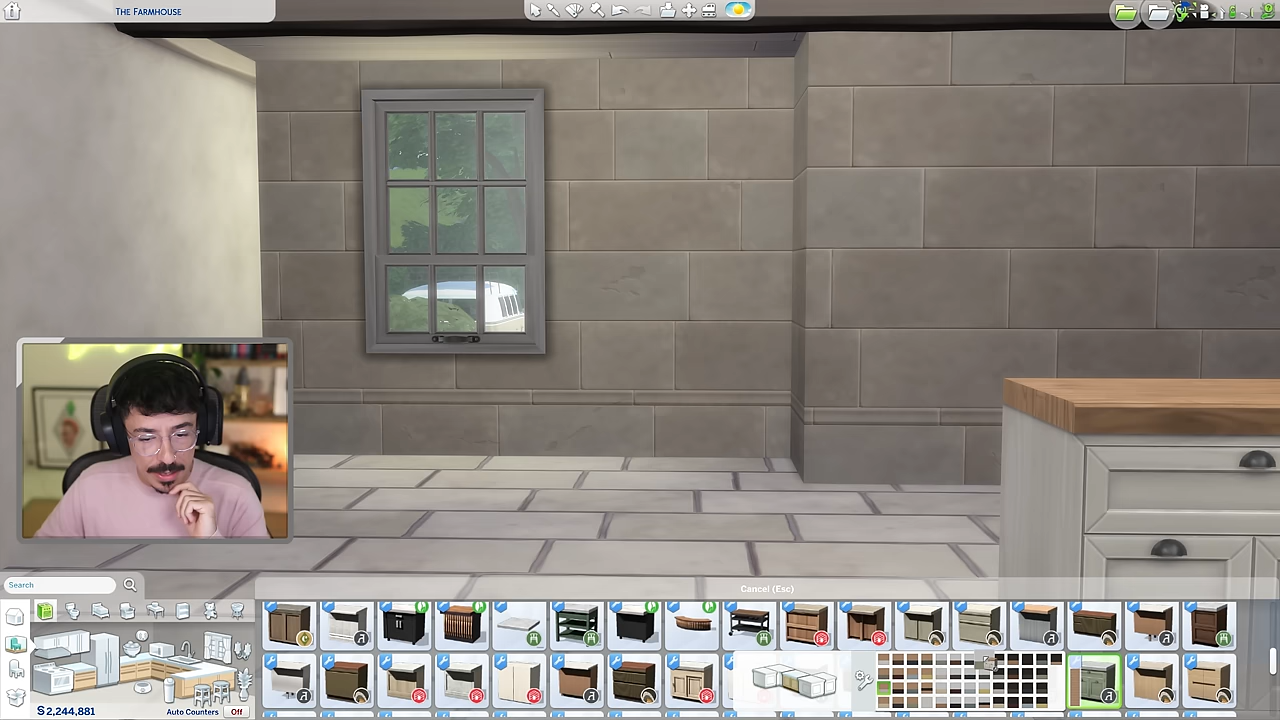 THE FARMHOUSE
Search
Cancel (Esc)
§2,244,881
Auto Counters Off